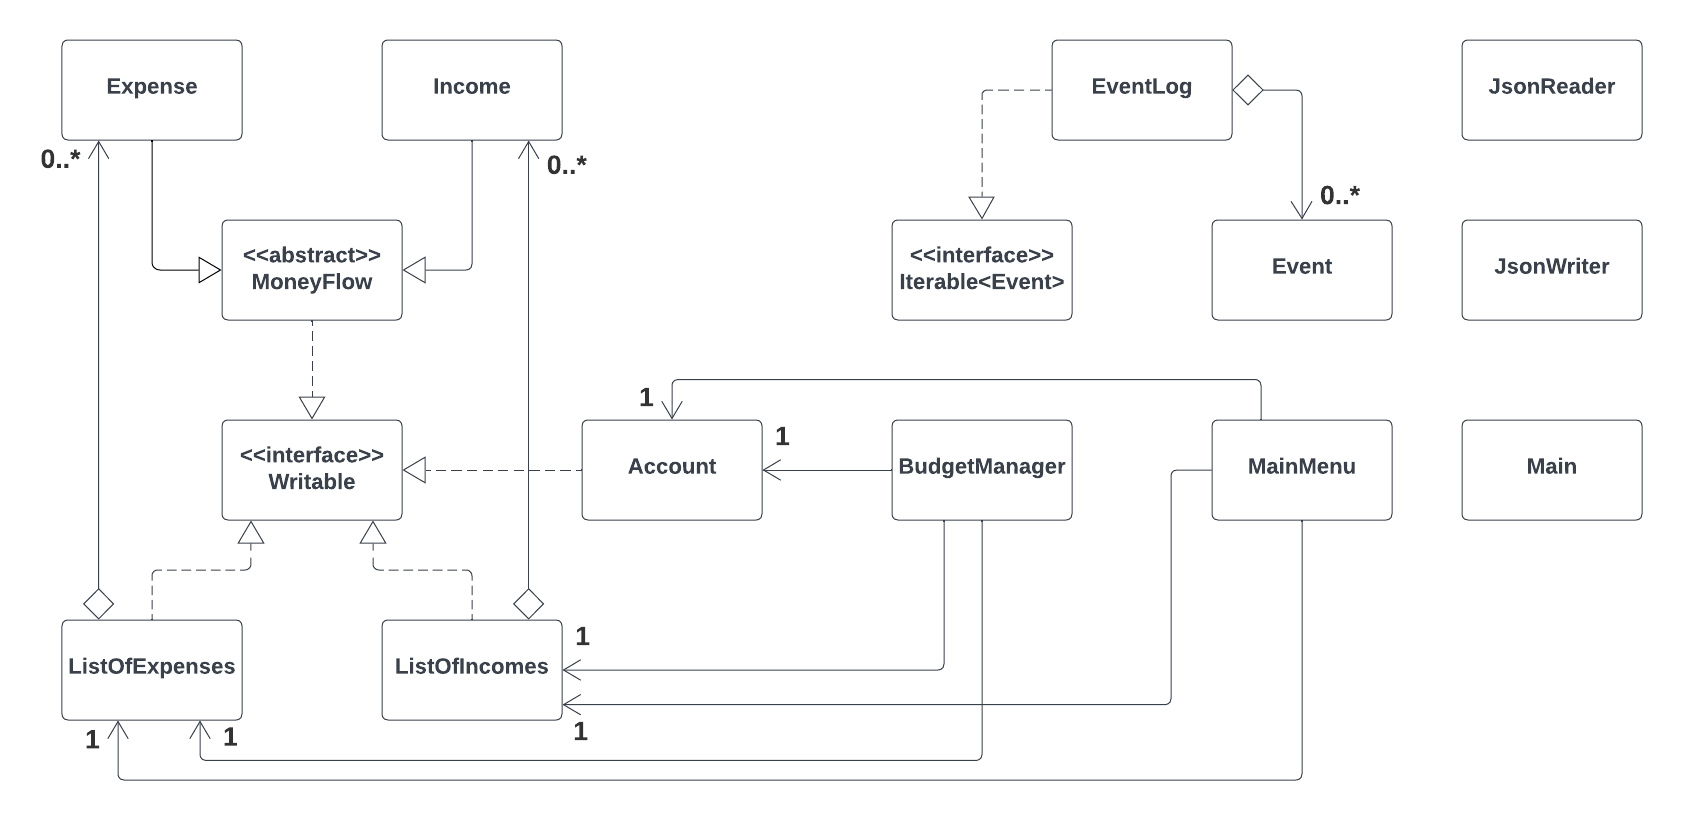 Expense
Income
EventLog
JsonReader
0..*
0..*
0..*
<<abstract>>
MoneyFlow
<<interface>>
Iterable<Event>
Event
JsonWriter
1
1
<<interface>>
Writable
Account
BudgetManager
MainMenu
Main
1
ListOfExpenses
ListOfIncomes
1
1
1